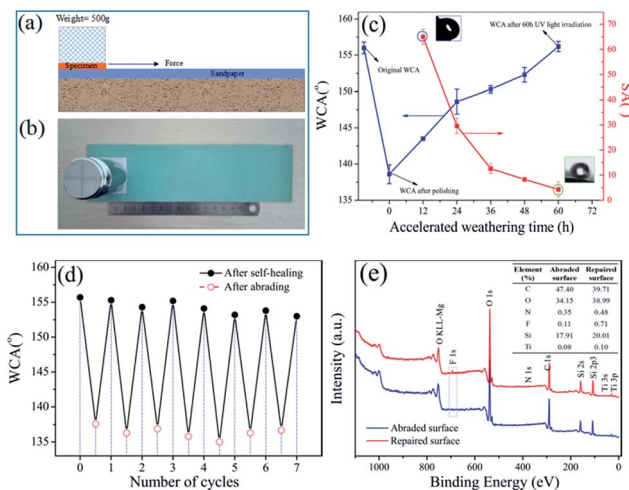 (a)
Weight= 500g
Specimen
Force
Sandpaper
(b)
(c)
WCA after 60h UV light irradiation
Original WCA
WCA after polishing
WCA(°)
160
155
150
145
140
135
SA(°)
70
60
50
40
30
20
10
0
0 12 24 36 48 60 72
Accelerated weathering time (h)
(d)
After self-healing
After abrading
WCA(°)
160
155
150
145
140
135
0 1 2 3 4 5 6 7
Number of cycles
(e)
Element Abraded Repaired
(%) surface surface
C 47.40 39.71
O 34.15 38.99
N 0.35 0.48
F 0.11 0.71
Si 17.91 20.01
Ti 0.08 0.10
O KLL-Mg
F 1s
O 1s
N 1s
C 1s
Si 2s
Si 2p3
Ti 3s
Ti 3p
Abraded surface
Repaired surface
Intensity (a.u.)
1000 800 600 400 200 0
Binding Energy (eV)